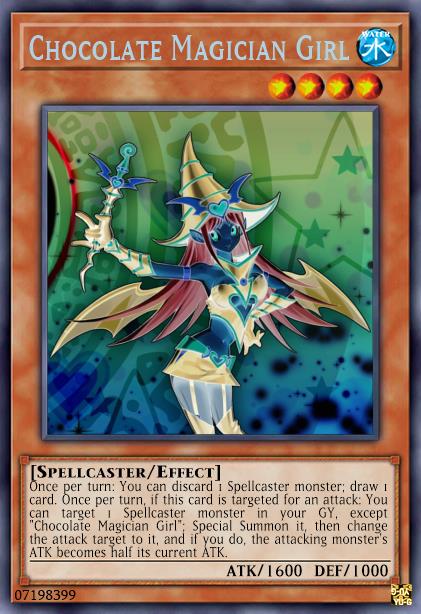 CHOCOLATE MAGICIAN GIRL
WATER
水
[SPELLCASTER/EFFECT]
Once per turn: You can discard 1 Spellcaster monster; draw 1
card. Once per turn, if this card is targeted for an attack: You
can target 1 Spellcaster monster in your GY, except
"Chocolate Magician Girl"; Special Summon it, then change
the attack target to it, and if you do, the attacking monster's
ATK becomes half its current ATK.
ATK/1600 DEF/1000
07198399